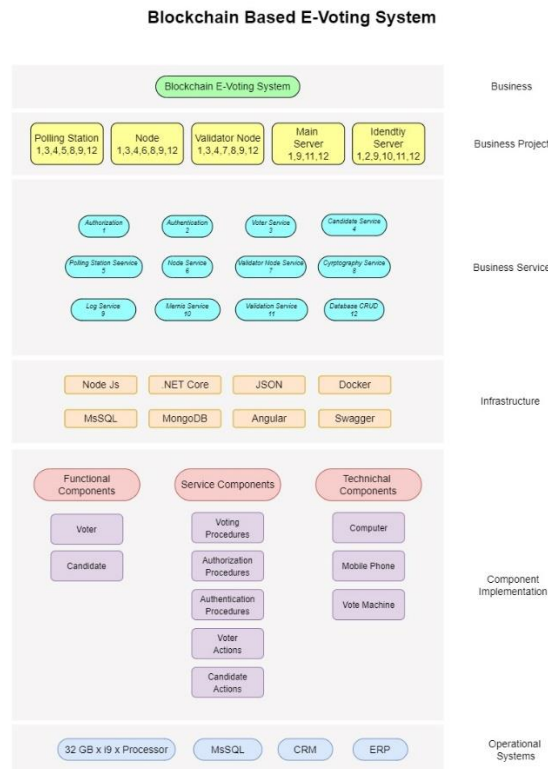 Blockchain Based E-Voting System
Blockchain E-Voting System
Business
Polling Station
1,3,4,5,8,9,12
Node
1,3,4,6,8,9,12
Validator Node
1,3,4,7,8,9,12
Main
Server
1,9,11,12
Idendtiy
Server
1,2,9,10,11,12
Business Project
Authorization
1
Authentication
2
Voter Service
3
Candidate Service
4
Polling Station Seervice
5
Node Service
6
Validator Node Service
7
Cyrptography Service
8
Log Service
9
Mernis Service
10
Validation Service
11
Database CRUD
12
Business Service
Node Js
.NET Core
JSON
Docker
MsSQL
MongoDB
Angular
Swagger
Infrastructure
Functional
Components
Service Components
Technichal
Components
Voter
Candidate
Voting
Procedures
Authorization
Procedures
Authentication
Procedures
Voter
Actions
Candidate
Actions
Computer
Mobile Phone
Vote Machine
Component
Implementation
32 GB x i9 x Processor
MsSQL
CRM
ERP
Operational
Systems